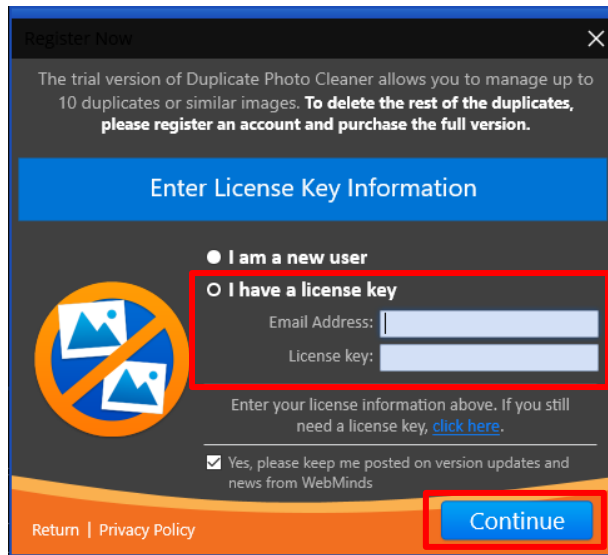 Register Now
The trial version of Duplicate Photo Cleaner allows you to manage up to
10 duplicates or similar images. To delete the rest of the duplicates,
please register an account and purchase the full version.
Enter License Key Information
I am a new user
I have a license key
Email Address:
License key:
Enter your license information above. If you still
need a license key, click here.
Yes, please keep me posted on version updates and
news from WebMinds
Return | Privacy Policy
Continue